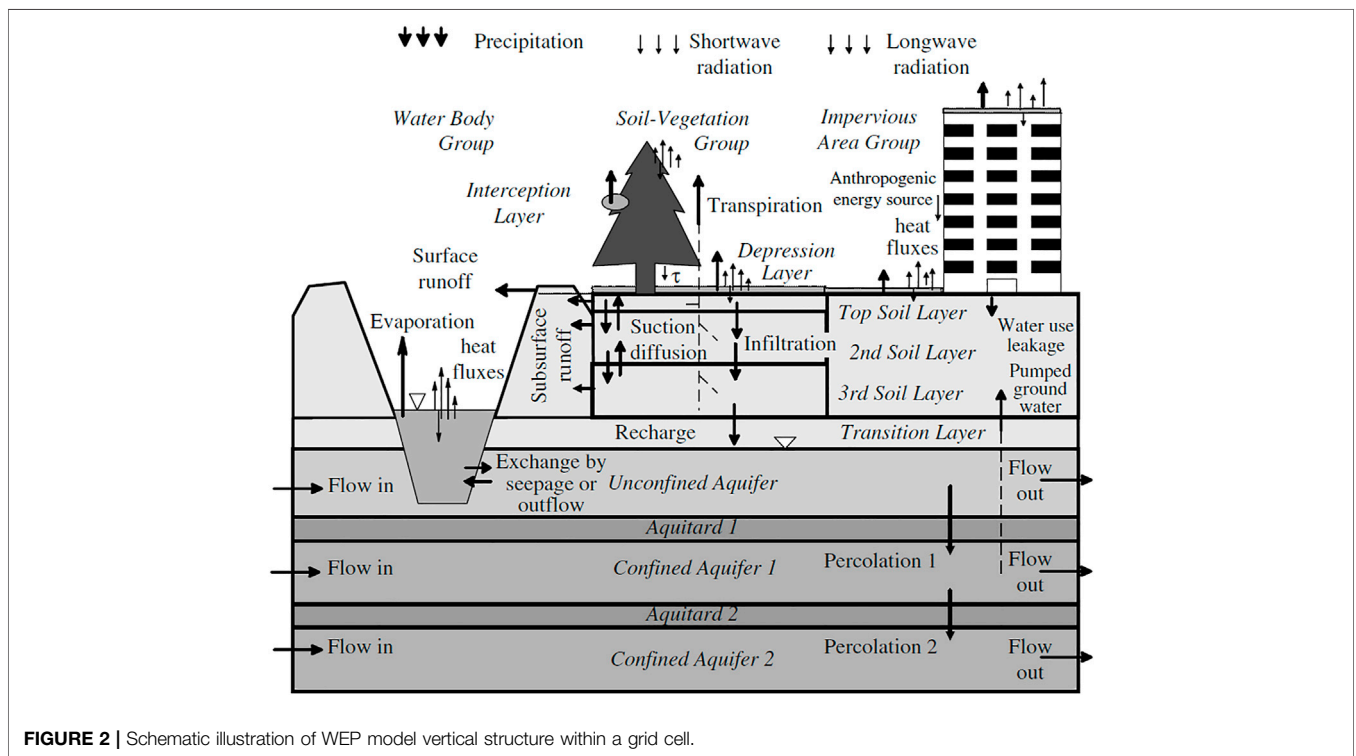 Precipitation
Shortwave
radiation
Longwave
radiation
Water Body
Group
Soil-Vegetation
Group
Impervious
Area Group
Interception
Layer
Transpiration
Anthropogenic
energy source
heat
fluxes
Surface
runoff
τ
Depression
Layer
Evaporation
heat
fluxes
Subsurface
runoff
Suction
diffusion
Infiltration
Top Soil Layer
2nd Soil Layer
3rd Soil Layer
Water use
leakage
Pumped
ground
water
Recharge
Transition Layer
Flow in
Exchange by
seepage or
outflow
Unconfined Aquifer
Flow
out
Aquitard 1
Flow in
Confined Aquifer 1
Percolation 1
Flow
out
Aquitard 2
Flow in
Confined Aquifer 2
Percolation 2
Flow
out
FIGURE 2 | Schematic illustration of WEP model vertical structure within a grid cell.